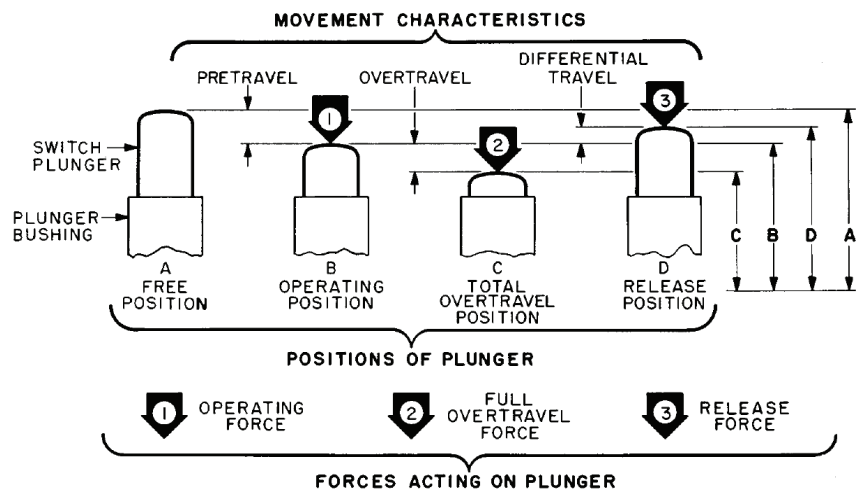 MOVEMENT CHARACTERISTICS
PRETRAVEL
OVERTRAVEL
DIFFERENTIAL
TRAVEL
1
2
3
SWITCH
PLUNGER
PLUNGER
BUSHING
A
FREE
POSITION
B
OPERATING
POSITION
C
TOTAL
OVERTRAVEL
POSITION
D
RELEASE
POSITION
C
B
D
A
POSITIONS OF PLUNGER
1
OPERATING
FORCE
2
FULL
OVERTRAVEL
FORCE
3
RELEASE
FORCE
FORCES ACTING ON PLUNGER